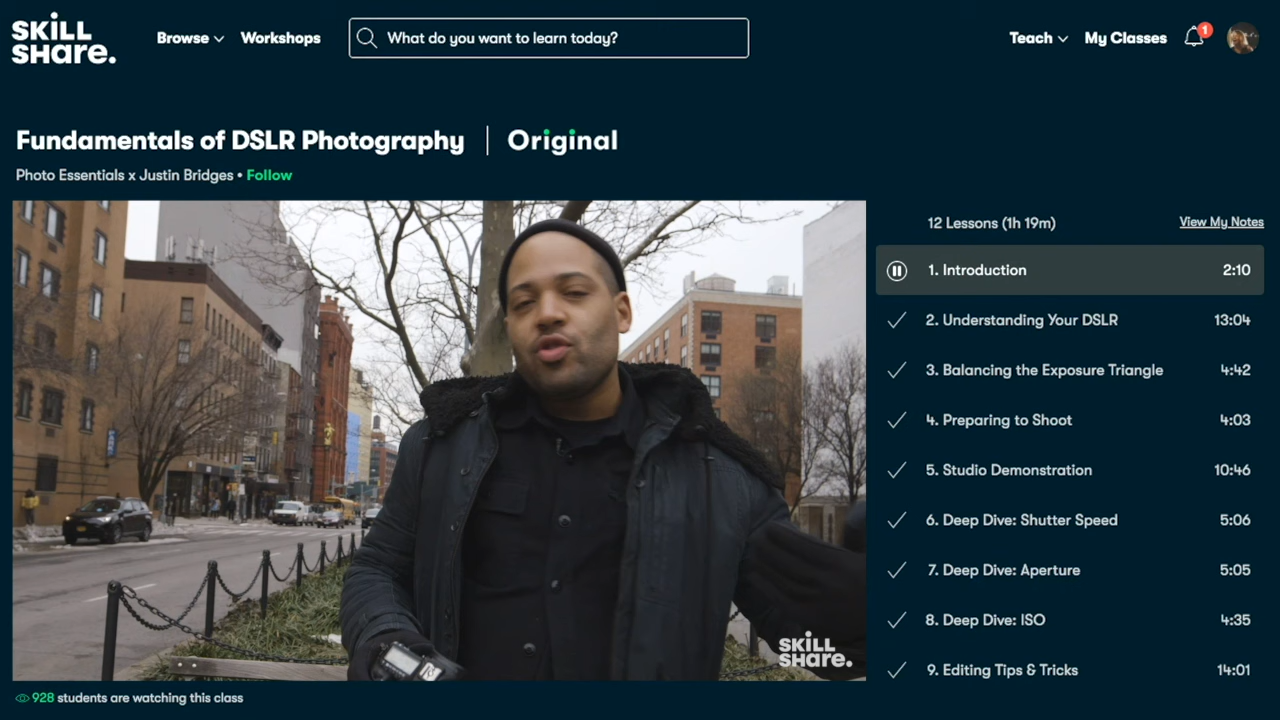 SKILL
SHARE.
Browse
Workshops
What do you want to learn today?
Teach
My Classes
1
Fundamentals of DSLR Photography | Original
Photo Essentials x Justin Bridges • Follow
12 Lessons (1h 19m)
View My Notes
1. Introduction 2:10
2. Understanding Your DSLR 13:04
3. Balancing the Exposure Triangle 4:42
4. Preparing to Shoot 4:03
5. Studio Demonstration 10:46
6. Deep Dive: Shutter Speed 5:06
7. Deep Dive: Aperture 5:05
8. Deep Dive: ISO 4:35
9. Editing Tips & Tricks 14:01
SKILL
SHARE.
928 students are watching this class